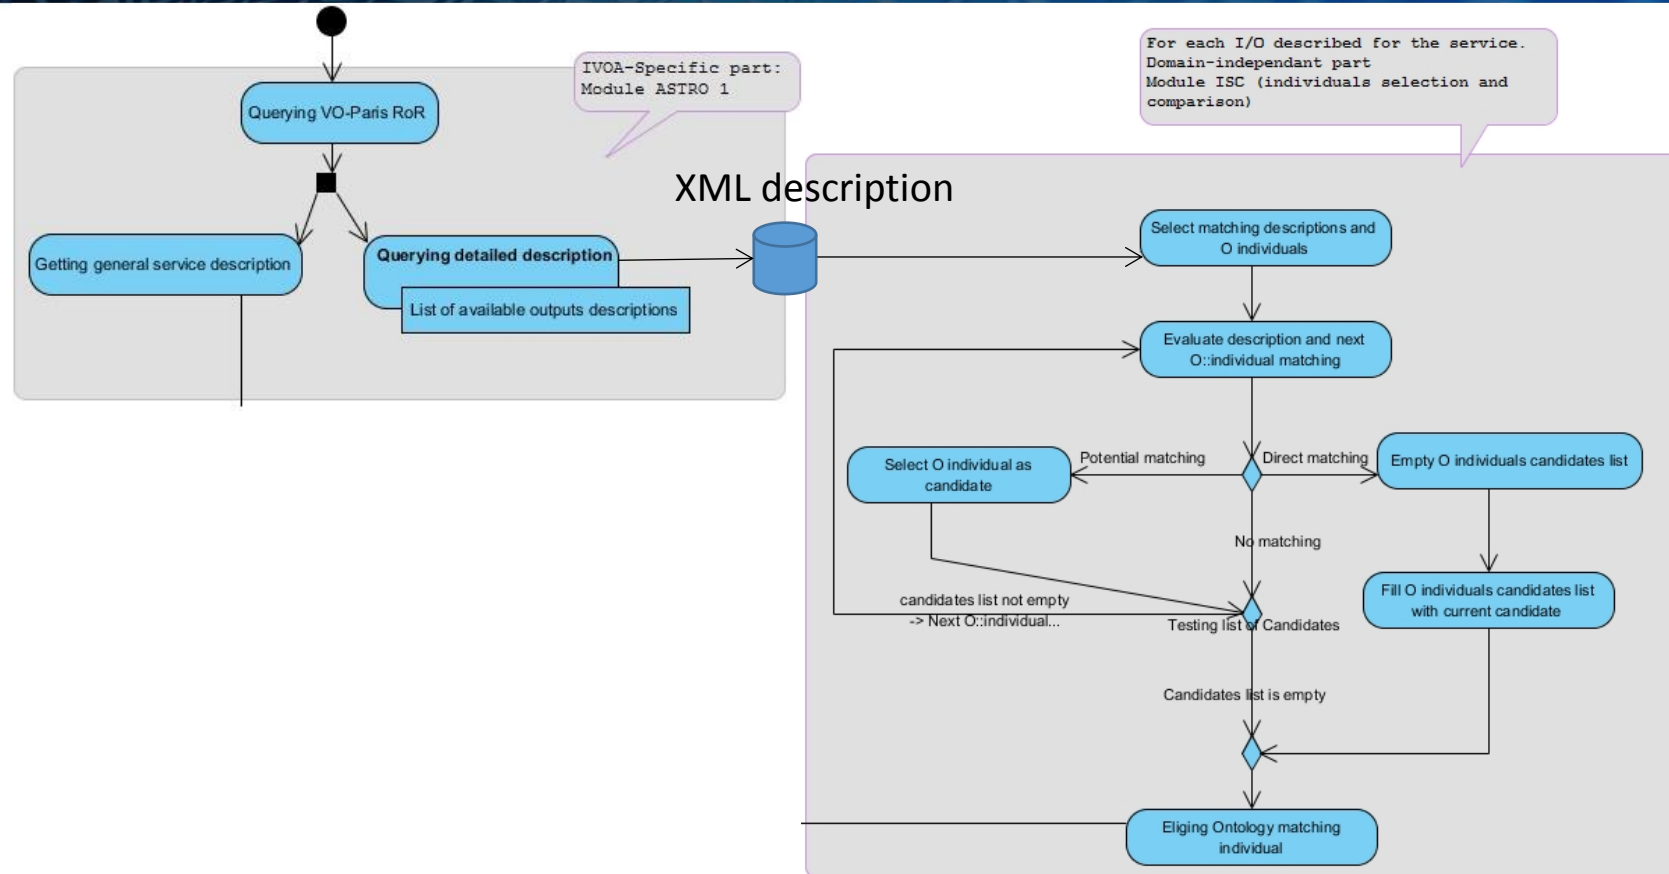 IVOA-Specific part:
Module ASTRO 1
Querying VO-Paris RoR
Getting general service description
Querying detailed description
List of available outputs descriptions
XML description
For each I/O described for the service.
Domain-independant part
Module ISC (individuals selection and
comparison)
Select matching descriptions and
O individuals
Evaluate description and next
O::individual matching
Select O individual as
candidate
Potential matching
Direct matching
Empty O individuals candidates list
No matching
Fill O individuals candidates list
with current candidate
candidates list not empty
-> Next O::individual...
Testing list of Candidates
Candidates list is empty
Eliging Ontology matching
individual